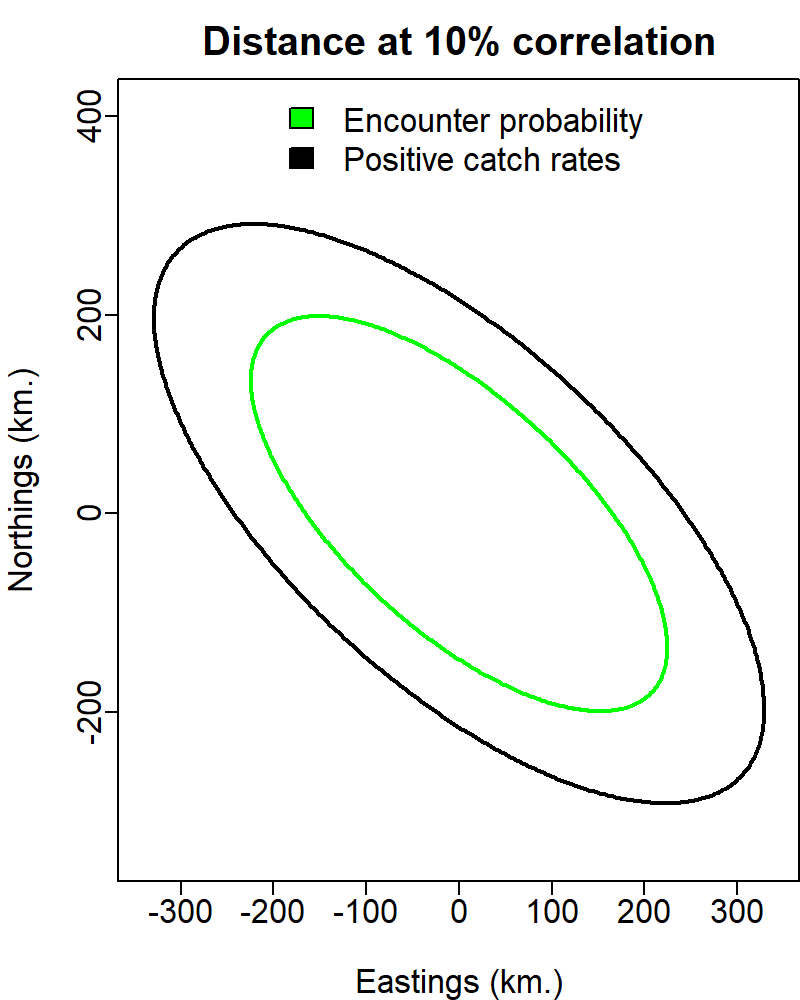 Distance at 10% correlation
Encounter probability
Positive catch rates
400
200
0
-200
Northings (km.)
-300 -200 -100 0 100 200 300
Eastings (km.)